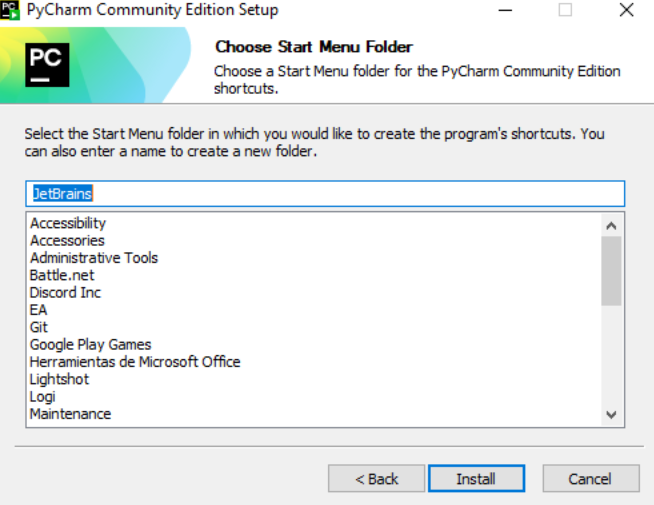 PyCharm Community Edition Setup
PC
Choose Start Menu Folder
Choose a Start Menu folder for the PyCharm Community Edition
shortcuts.
Select the Start Menu folder in which you would like to create the program's shortcuts. You
can also enter a name to create a new folder.
JetBrains
Accessibility
Accessories
Administrative Tools
Battle.net
Discord Inc
EA
Git
Google Play Games
Herramientas de Microsoft Office
Lightshot
Logi
Maintenance
< Back
Install
Cancel